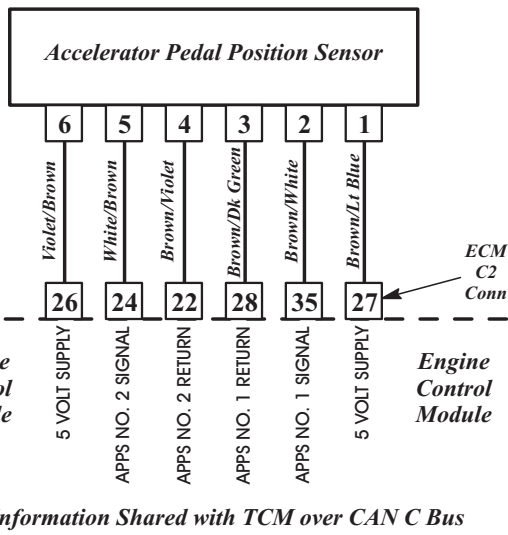 Accelerator Pedal Position Sensor
6 5 4 3 2 1
Violet/Brown
White/Brown
Brown/Violet
Brown/Dk Green
Brown/White
Brown/Lt Blue
ECM
C2
Conn
26 24 22 28 35 27
5 VOLT SUPPLY
APPS NO. 2 SIGNAL
APPS NO. 2 RETURN
APPS NO. 1 RETURN
APPS NO. 1 SIGNAL
5 VOLT SUPPLY
Engine
Control
Module
Information Shared with TCM over CAN C Bus